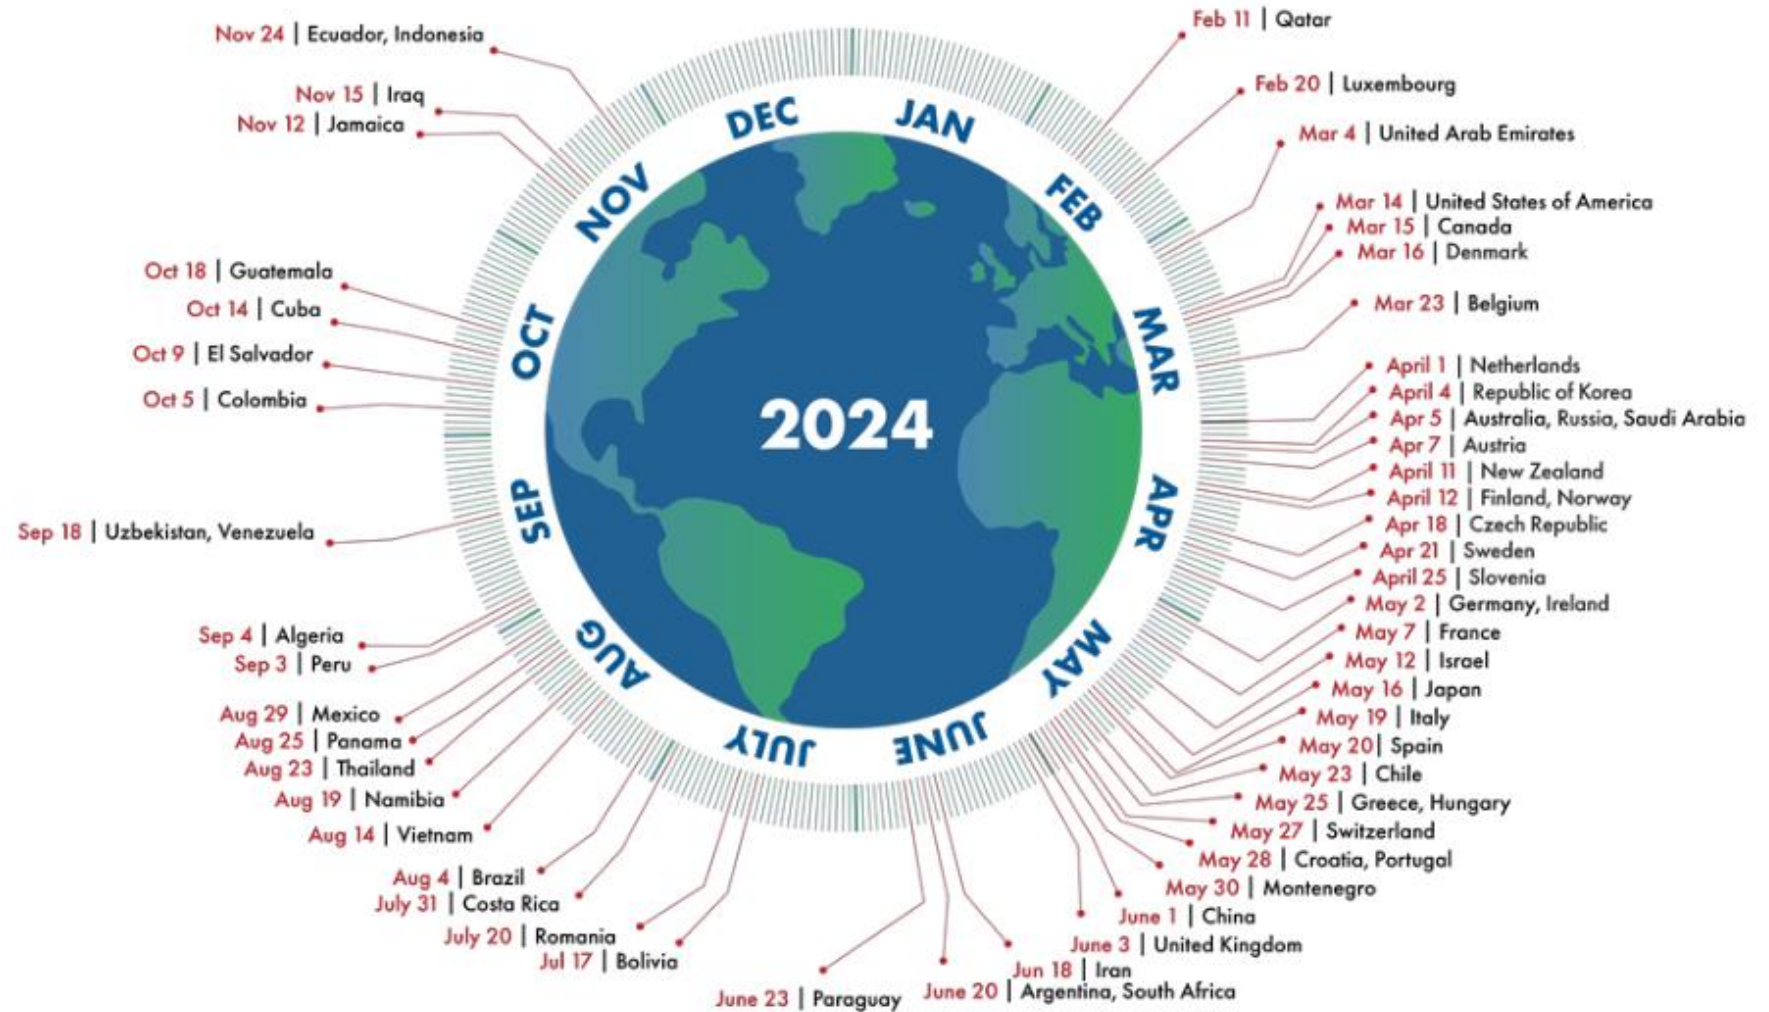 Feb 11 | Qatar
Feb 20 | Luxembourg
Mar 4 | United Arab Emirates
Mar 14 | United States of America
Mar 15 | Canada
Mar 16 | Denmark
Mar 23 | Belgium
April 1 | Netherlands
April 4 | Republic of Korea
Apr 5 | Australia, Russia, Saudi Arabia
Apr 7 | Austria
April 11 | New Zealand
April 12 | Finland, Norway
Apr 18 | Czech Republic
Apr 21 | Sweden
April 25 | Slovenia
May 2 | Germany, Ireland
May 7 | France
May 12 | Israel
May 16 | Japan
May 19 | Italy
May 20| Spain
May 23 | Chile
May 25 | Greece, Hungary
May 27 | Switzerland
May 28 | Croatia, Portugal
May 30 | Montenegro
June 1 | China
June 3 | United Kingdom
Jun 18 | Iran
June 20 | Argentina, South Africa
June 23 | Paraguay
Jul 17 | Bolivia
July 20 | Romania
July 31 | Costa Rica
Aug 4 | Brazil
Aug 14 | Vietnam
Aug 19 | Namibia
Aug 23 | Thailand
Aug 25 | Panama
Aug 29 | Mexico
Sep 3 | Peru
Sep 4 | Algeria
Sep 18 | Uzbekistan, Venezuela
Oct 5 | Colombia
Oct 9 | El Salvador
Oct 14 | Cuba
Oct 18 | Guatemala
Nov 12 | Jamaica
Nov 15 | Iraq
Nov 24 | Ecuador, Indonesia
JAN
FEB
MAR
APR
MAY
JUNE
JULY
AUG
SEP
OCT
NOV
DEC
2024